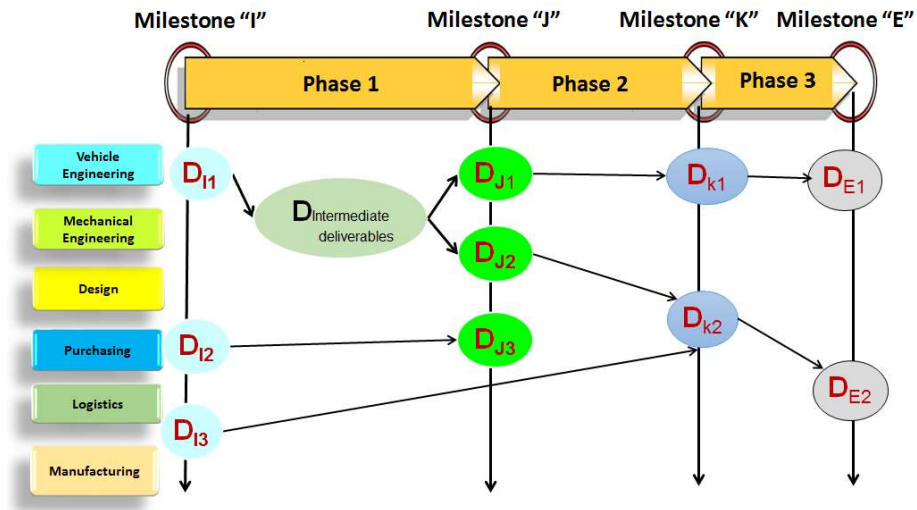 Milestone “I”
Milestone “J”
Milestone “K”
Milestone “E”
Phase 1
Phase 2
Phase 3
Vehicle
Engineering
Mechanical
Engineering
Design
Purchasing
Logistics
Manufacturing
DI1
DIntermediate
deliverables
DJ1
Dk1
DE1
DJ2
DI2
DJ3
Dk2
DE2
DI3